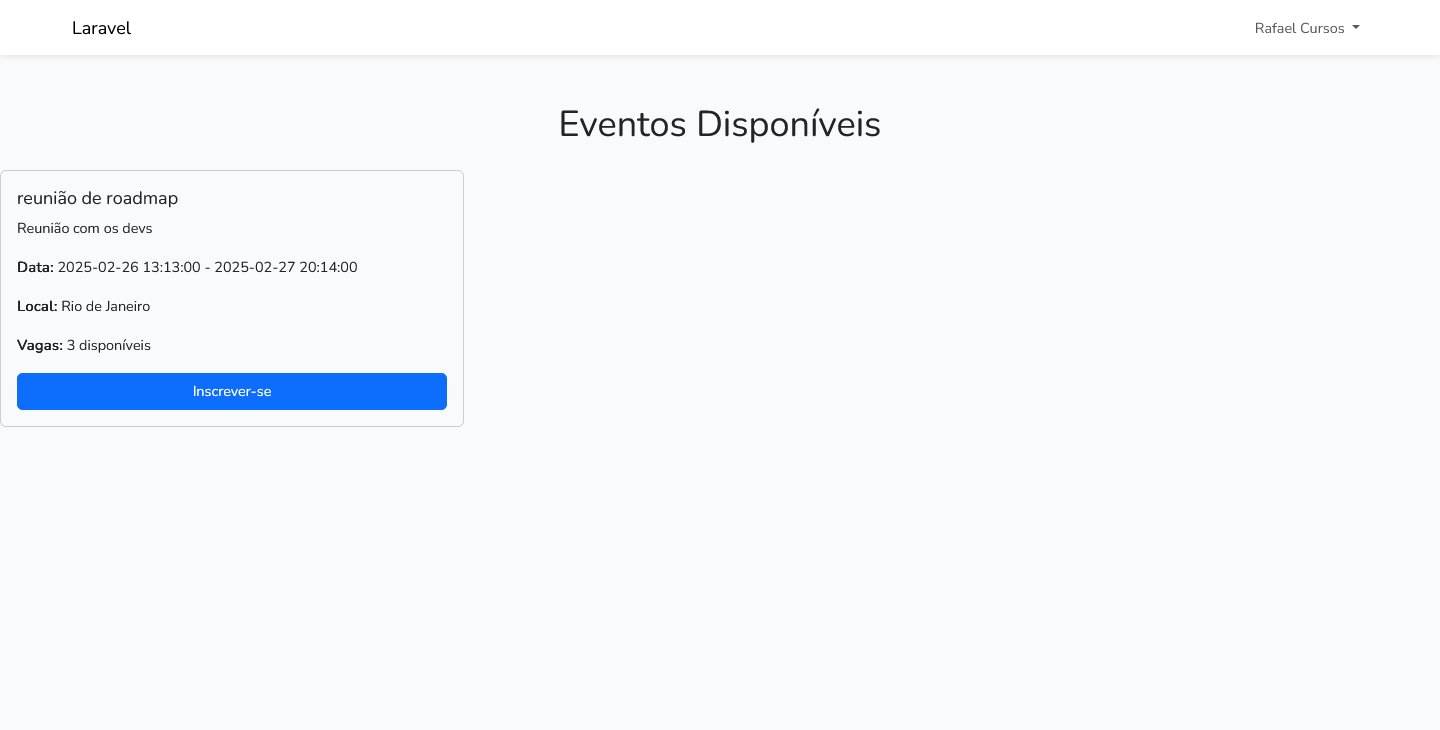 Laravel
Rafael Cursos
Eventos Disponíveis
reunião de roadmap
Reunião com os devs
Data: 2025-02-26 13:13:00 - 2025-02-27 20:14:00
Local: Rio de Janeiro
Vagas: 3 disponíveis
Inscrever-se